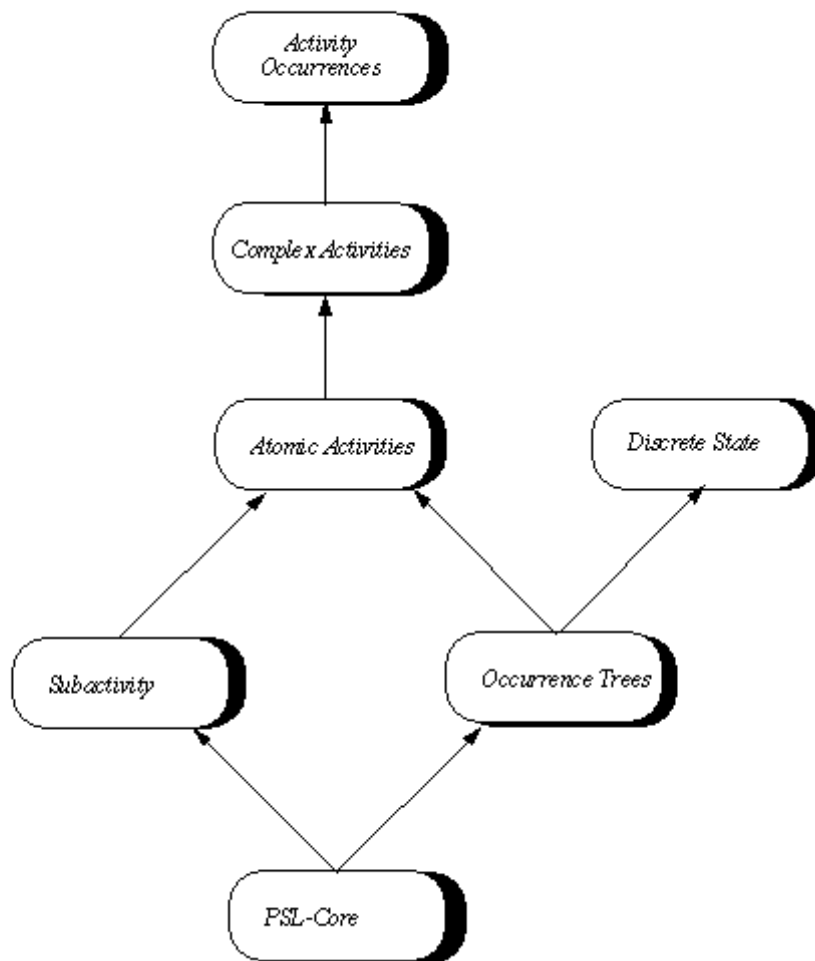 Activity
Occurrences
Complex Activities
Atomic Activities
Discrete State
Subactivity
Occurrence Trees
PSL-Core